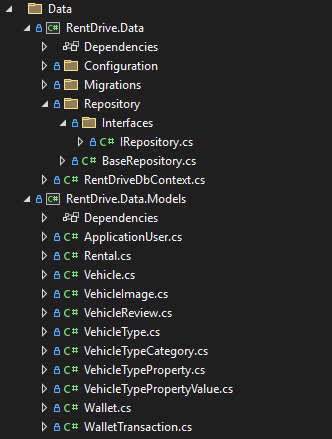 Data
RentDrive.Data
Dependencies
Configuration
Migrations
Repository
Interfaces
C# IRepository.cs
C# BaseRepository.cs
C# RentDriveDbContext.cs
RentDrive.Data.Models
Dependencies
C# ApplicationUser.cs
C# Rental.cs
C# Vehicle.cs
C# VehicleImage.cs
C# VehicleReview.cs
C# VehicleType.cs
C# VehicleTypeCategory.cs
C# VehicleTypeProperty.cs
C# VehicleTypePropertyValue.cs
C# Wallet.cs
C# WalletTransaction.cs